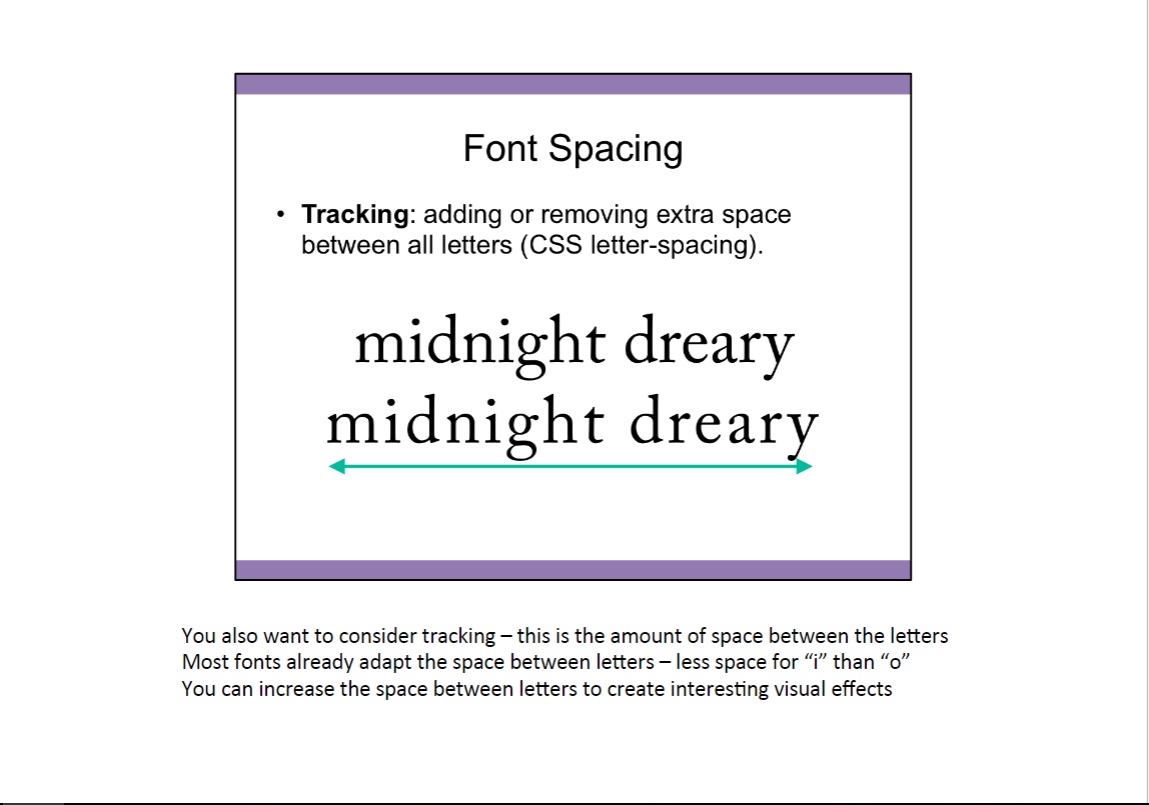 Font Spacing
• Tracking: adding or removing extra space
between all letters (CSS letter-spacing).
midnight dreary
midnight dreary
You also want to consider tracking – this is the amount of space between the letters
Most fonts already adapt the space between letters – less space for “i” than “o”
You can increase the space between letters to create interesting visual effects